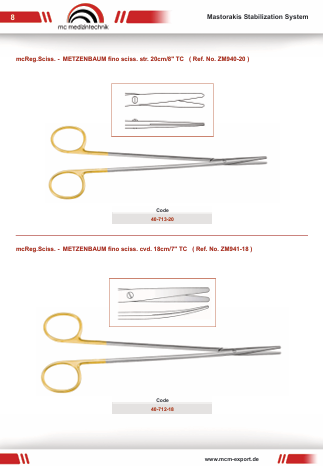 8
mc medizintechnik
Mastorakis Stabilization System
mcReg.Sciss. - METZENBAUM fino sciss. str. 20cm/8" TC ( Ref. No. ZM940-20 )
Code
40-713-20
mcReg.Sciss. - METZENBAUM fino sciss. cvd. 18cm/7" TC ( Ref. No. ZM941-18 )
Code
40-712-18
www.mcm-export.de